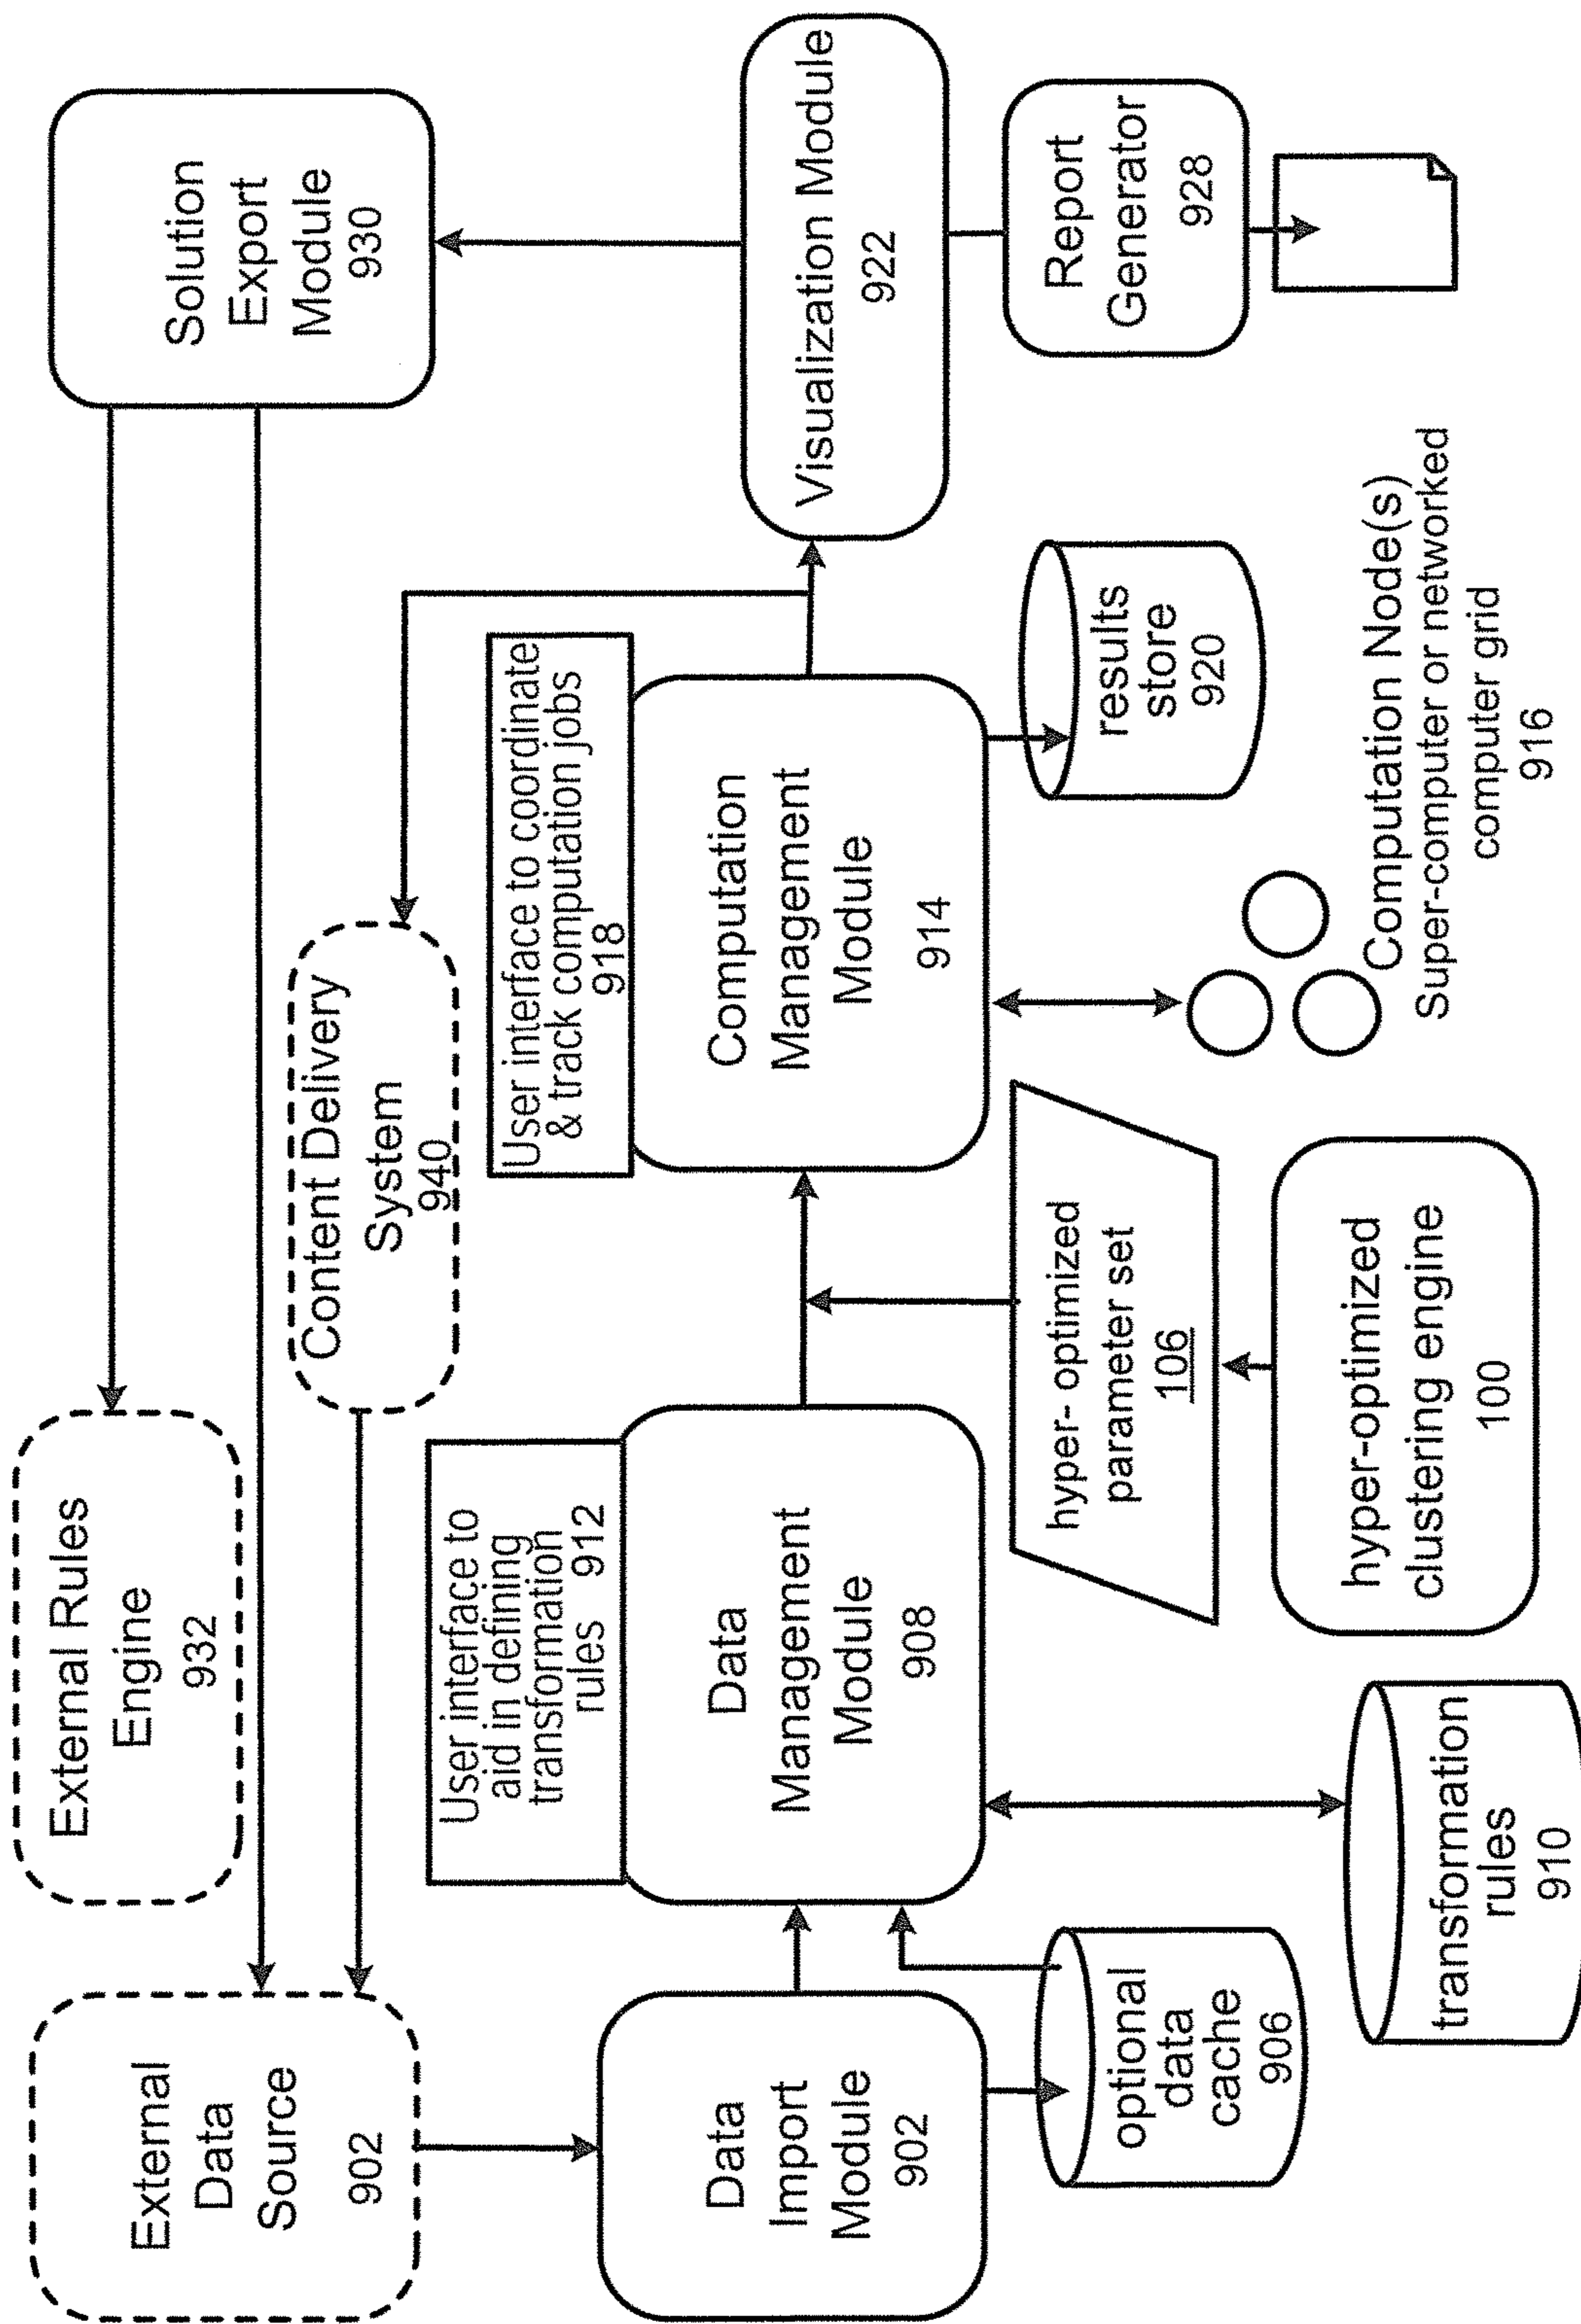 External Data Source 902
External Rules
Engine
932
Solution
Export
Module
930
Content Delivery
System
940
User interface to
aid in defining
transformation
rules 912
User interface to coordinate
& track computation jobs
918
Data
Import
Module
902
Data
Management
Module
908
Computation
Management
Module
914
Visualization Module
922
optional
data
cache
906
transformation
rules
910
hyper- optimized
parameter set
106
hyper-optimized
clustering engine
100
results
store
920
Computation Node(s)
Super-computer or networked
computer grid
916
Report
Generator
928